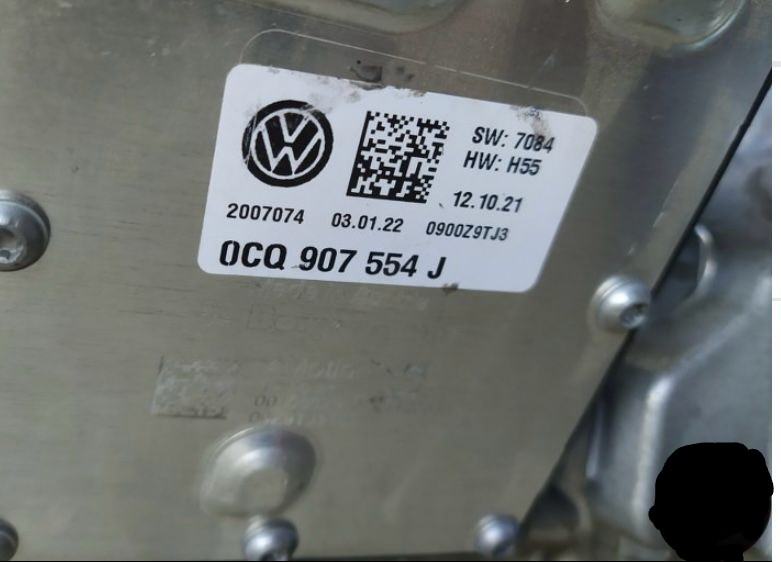 SW: 7084
HW: H55
12.10.21
2007074 03.01.22 0900Z9TJ3
0CQ 907 554 J